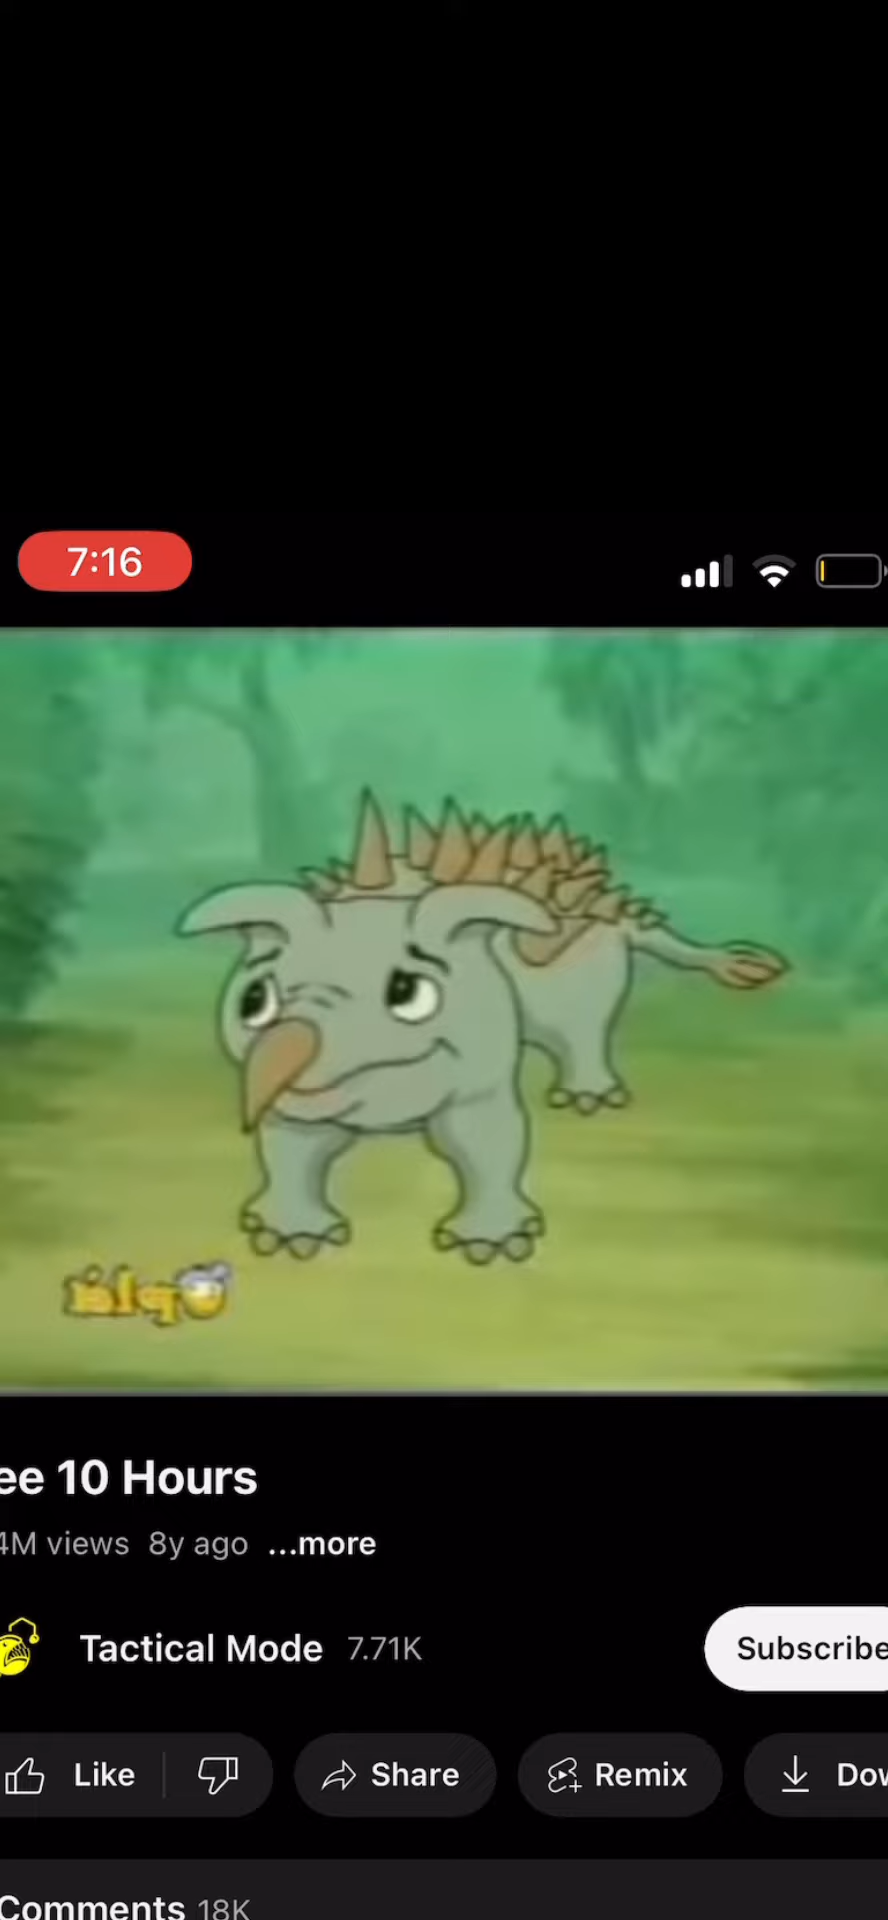 7:16
ee 10 Hours
4M views 8y ago ...more
Tactical Mode 7.71K
Subscribe
Like Share Remix Dow
Comments 18K